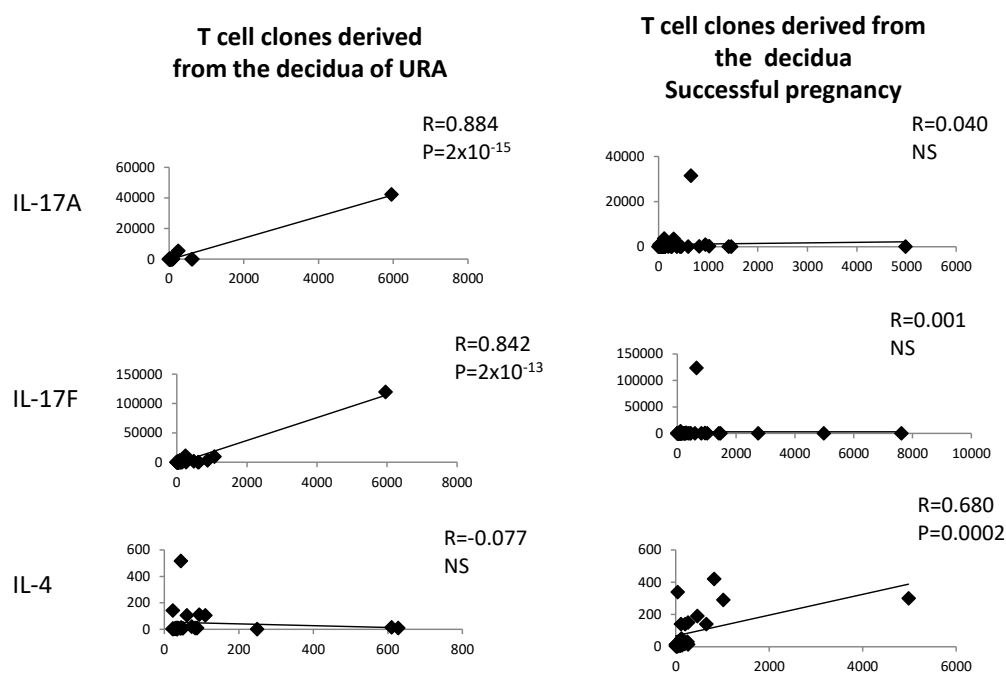 T cell clones derived
from the decidua of URA
T cell clones derived from
the decidua
Successful pregnancy
IL-17A
R=0.884
P=2x10-15
60000
40000
20000
0
0 2000 4000 6000 8000
R=0.040
NS
40000
20000
0
0 1000 2000 3000 4000 5000 6000
IL-17F
R=0.842
P=2x10-13
150000
100000
50000
0
0 2000 4000 6000 8000
R=0.001
NS
150000
100000
50000
0
0 2000 4000 6000 8000 10000
IL-4
R=-0.077
NS
600
400
200
0
0 200 400 600 800
R=0.680
P=0.0002
600
400
200
0
0 2000 4000 6000